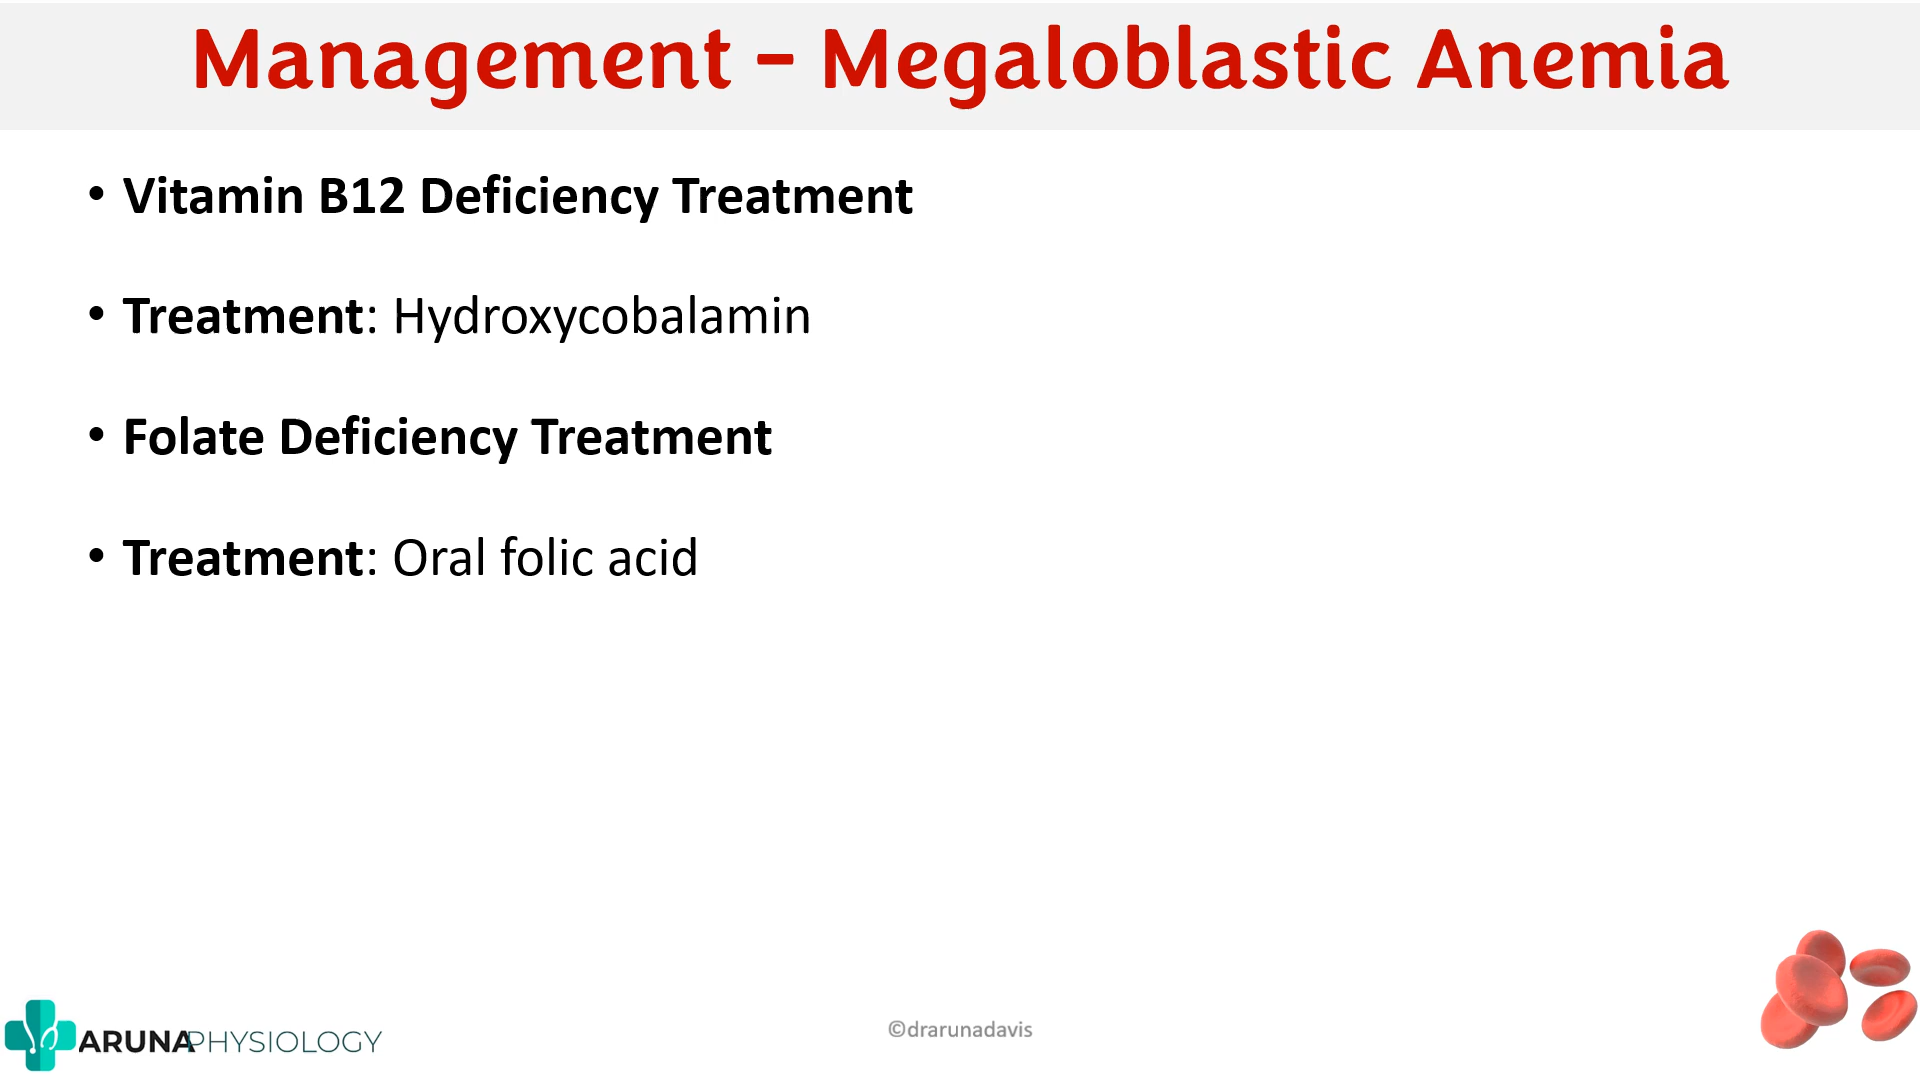 Management - Megaloblastic Anemia
• Vitamin B12 Deficiency Treatment
• Treatment: Hydroxycobalamin
• Folate Deficiency Treatment
• Treatment: Oral folic acid
ARUNAPHYSIOLOGY
©drarunadavis